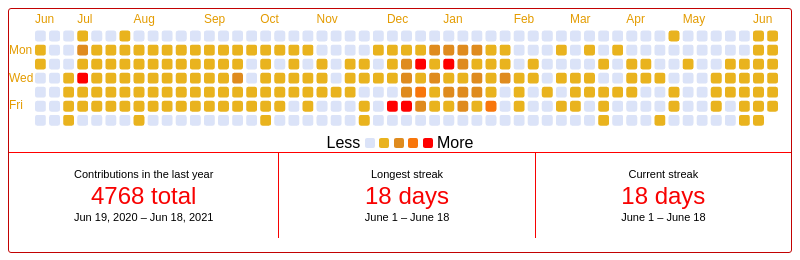 Jun Jul Aug Sep Oct Nov Dec Jan Feb Mar Apr May Jun
Mon
Wed
Fri
Less More
Contributions in the last year
4768 total
Jun 19, 2020 – Jun 18, 2021
Longest streak
18 days
June 1 – June 18
Current streak
18 days
June 1 – June 18